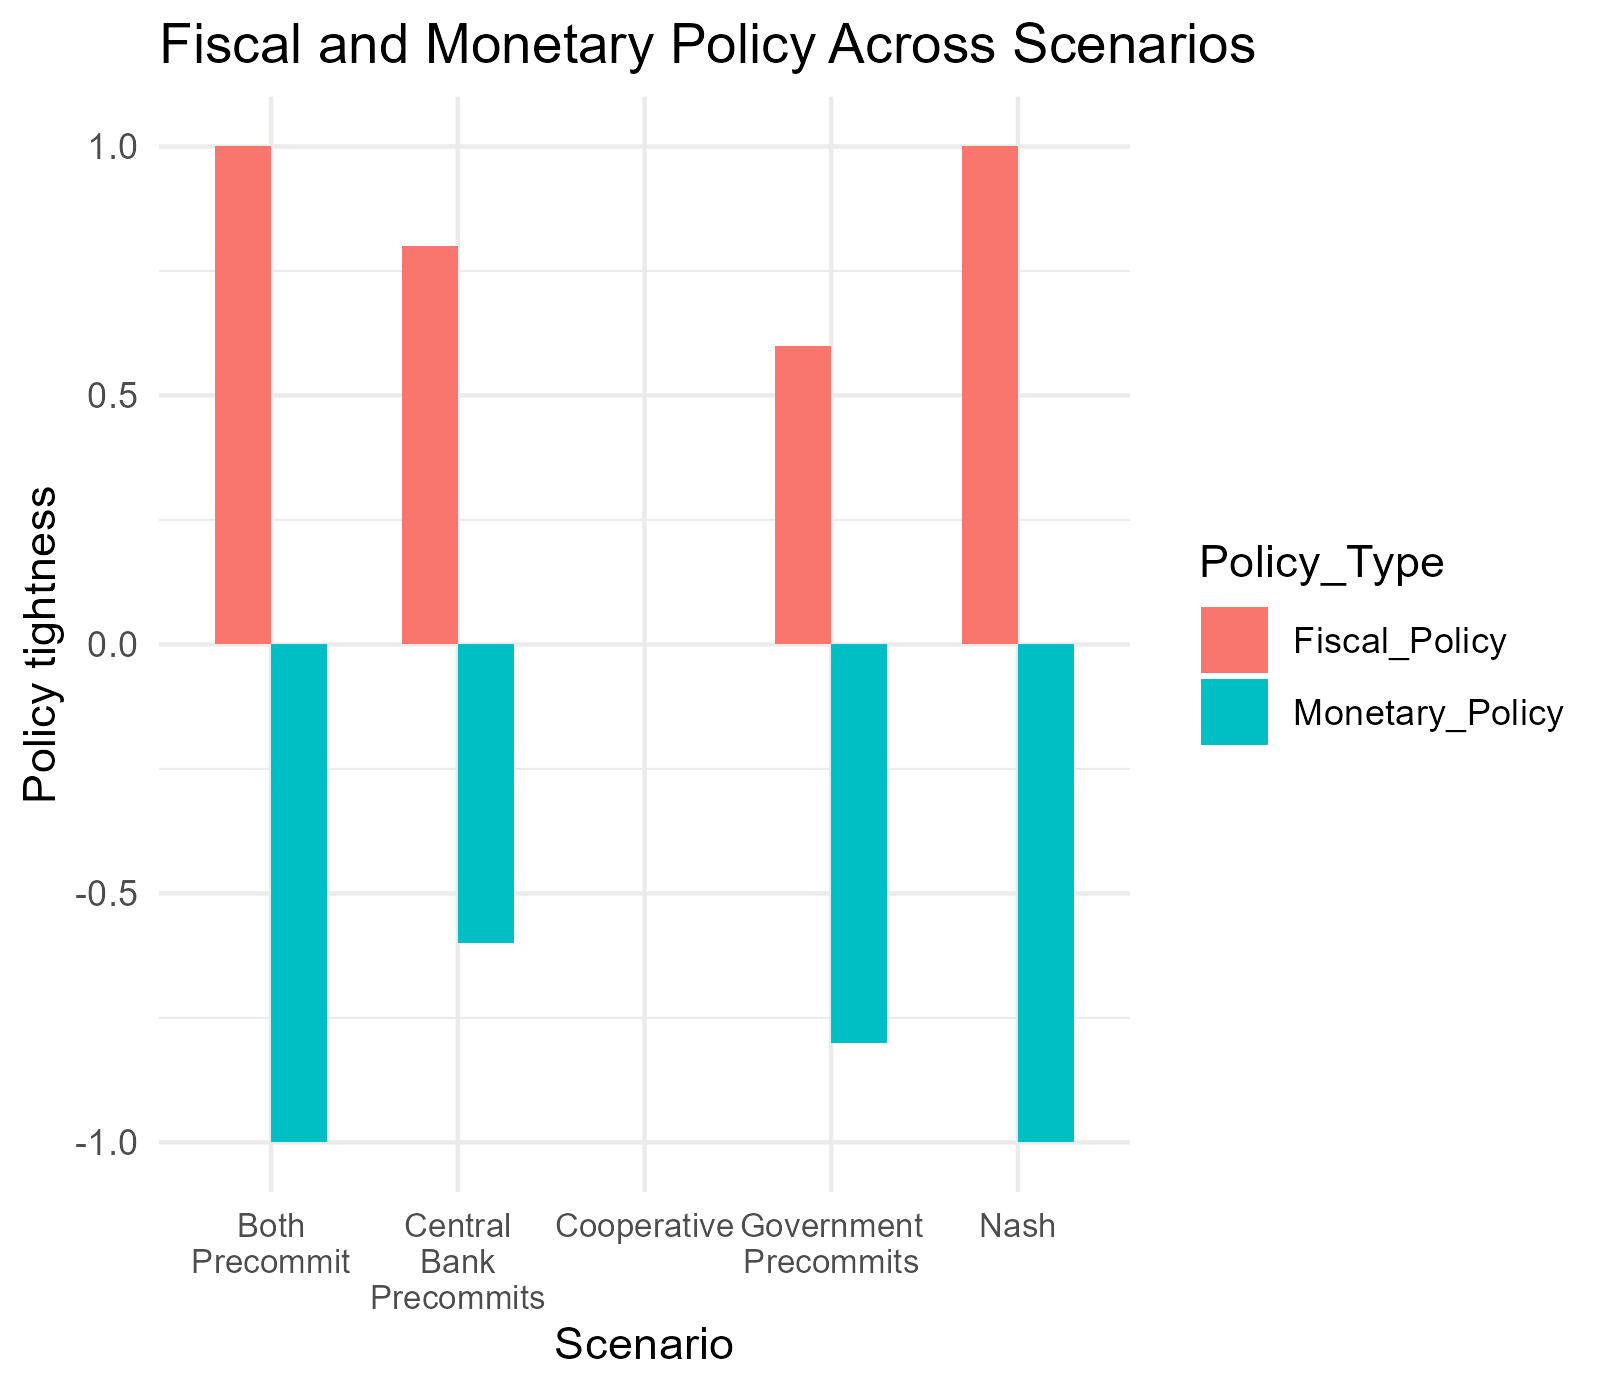 Fiscal and Monetary Policy Across Scenarios
Policy tightness
1.0
0.5
0.0
-0.5
-1.0
Both
Precommit
Central
Bank
Precommits
Cooperative
Government
Precommits
Nash
Scenario
Policy_Type
Fiscal_Policy
Monetary_Policy